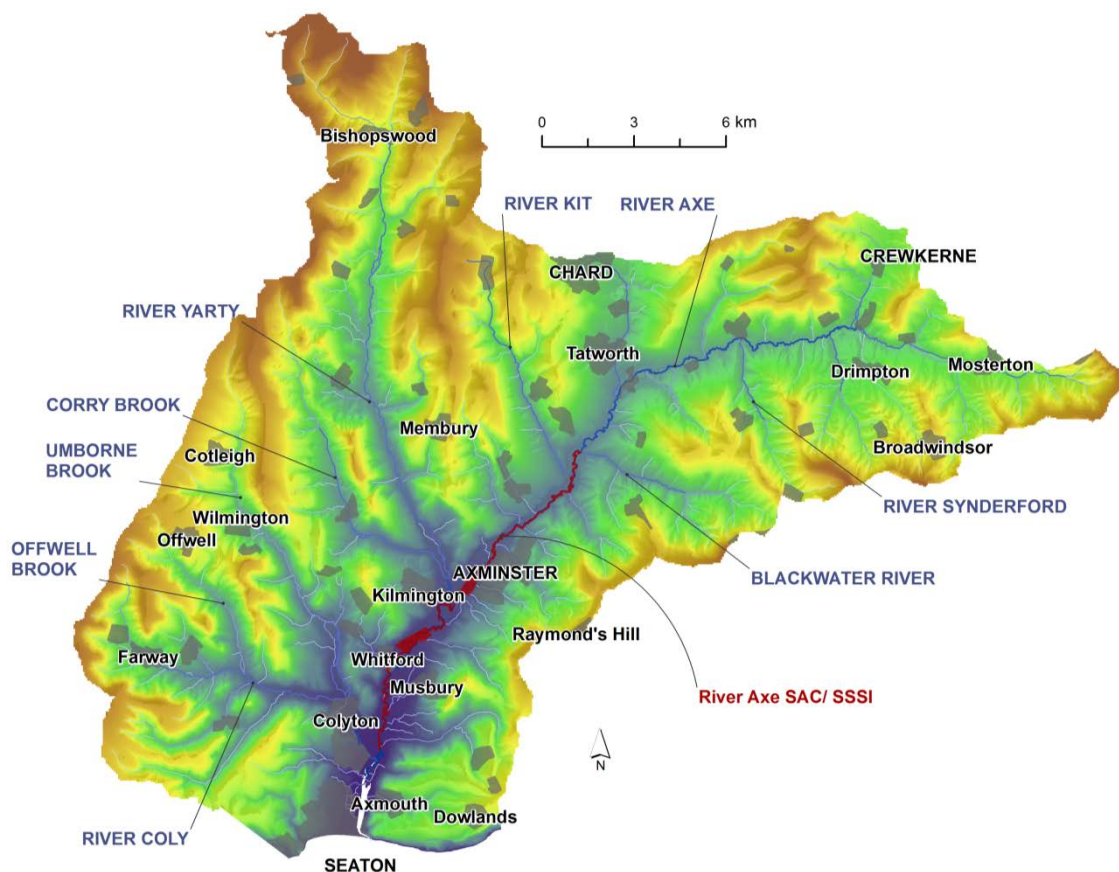 Bishopswood
0 3 6 km
RIVER KIT
RIVER AXE
CHARD
CREWKERNE
RIVER YARTY
Tatworth
Drimpton
Mosterton
CORRY BROOK
Membury
UMBORNE
BROOK
Cotleigh
Broadwindsor
Wilmington
RIVER SYNDERFORD
Offwell
OFFWELL
BROOK
AXMINSTER
BLACKWATER RIVER
Kilmington
Raymond's Hill
Farway
Whitford
Musbury
River Axe SAC/ SSSI
Colyton
N
Axmouth
Dowlands
RIVER COLY
SEATON